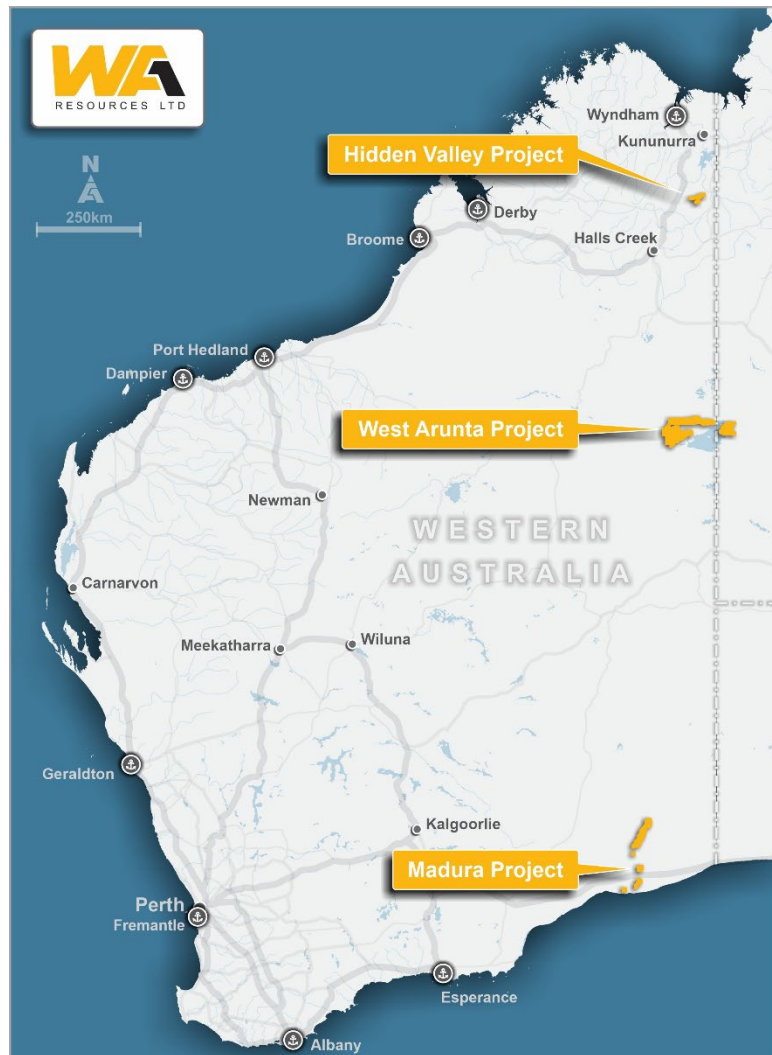 WA
RESOURCES LTD
N
250km
Wyndham
Kununurra
Hidden Valley Project
Derby
Broome
Halls Creek
Port Hedland
Dampier
West Arunta Project
Newman
WESTERN
AUSTRALIA
Carnarvon
Meekatharra
Wiluna
Geraldton
Kalgoorlie
Madura Project
Perth
Fremantle
Esperance
Albany